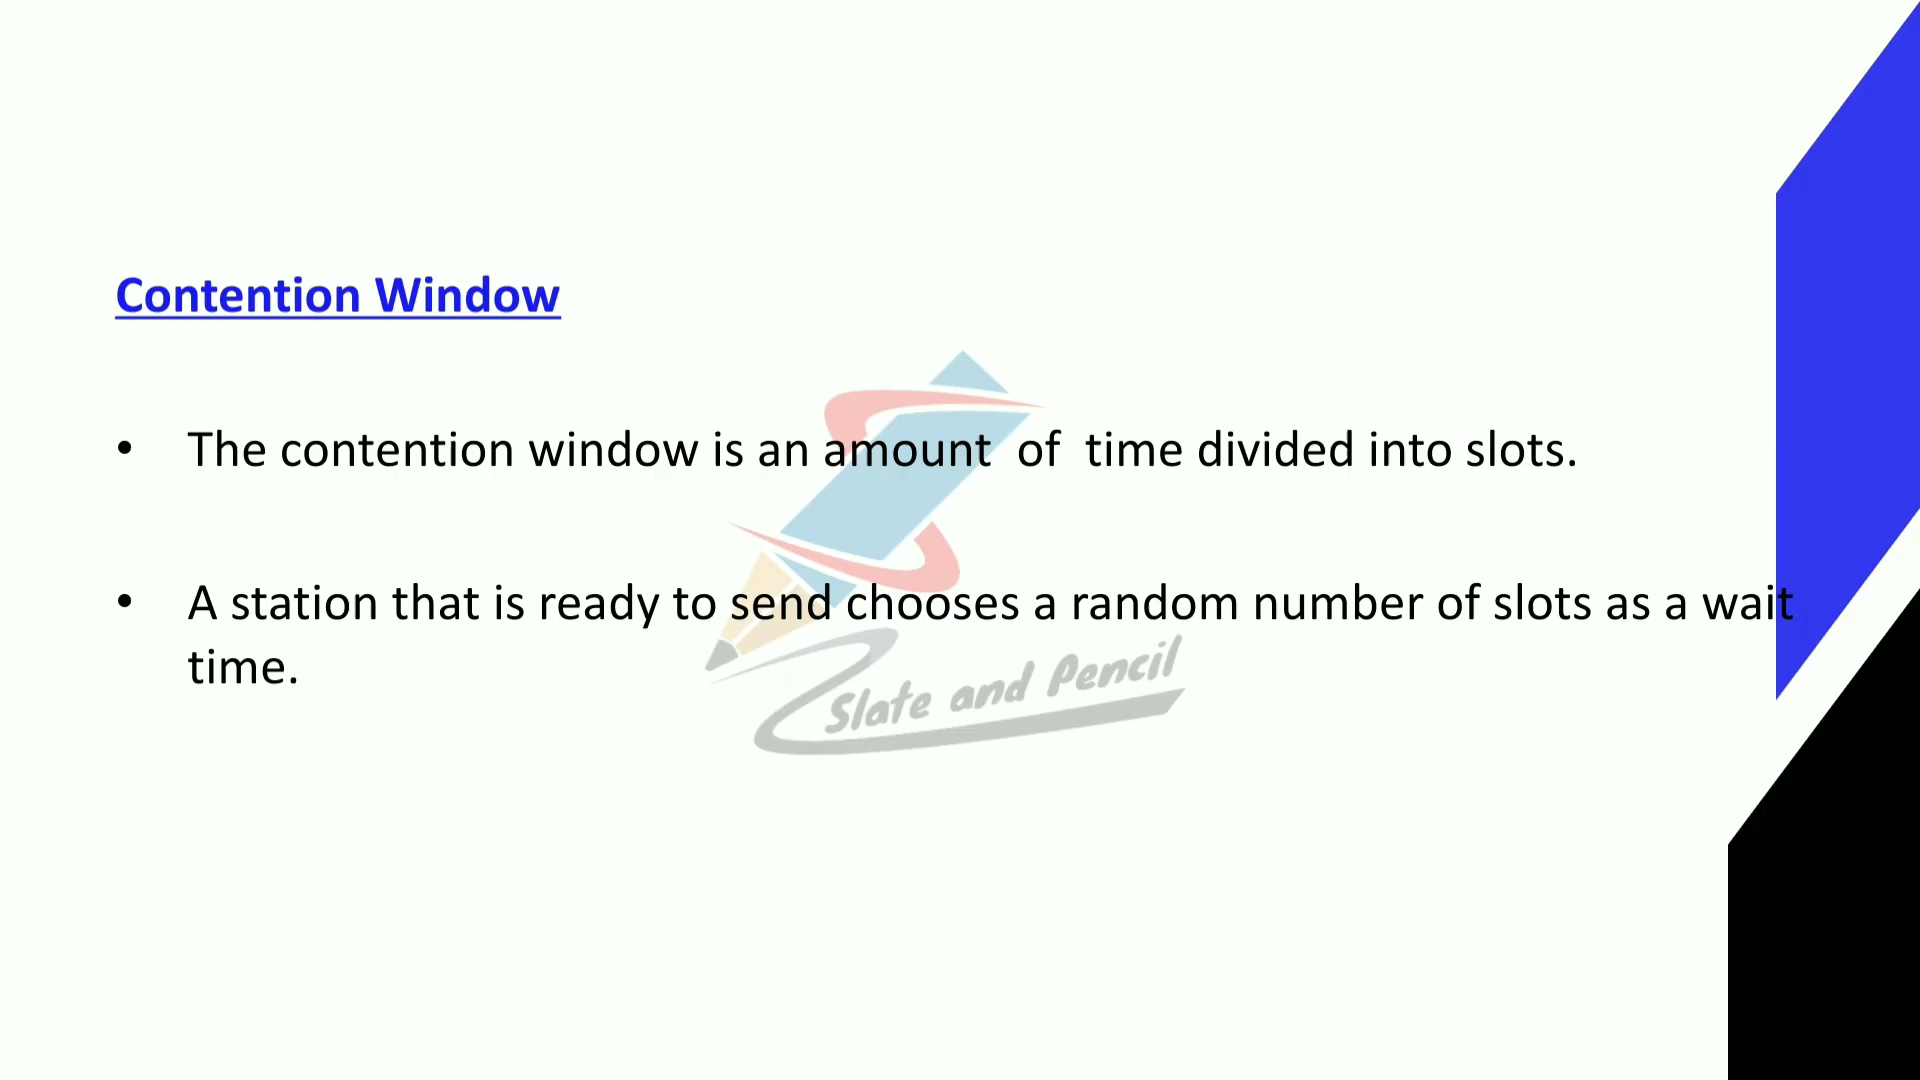 Contention Window
• The contention window is an amount of time divided into slots.
• A station that is ready to send chooses a random number of slots as a wait
time.
Slate and Pencil